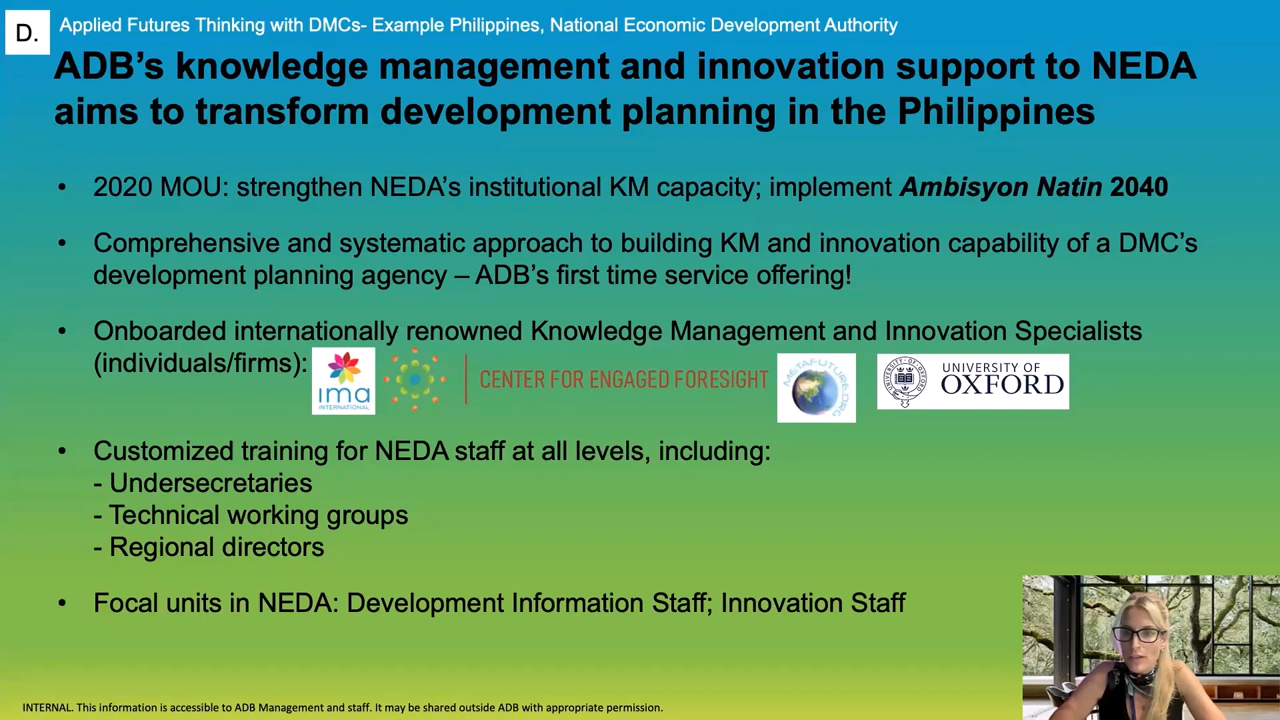 D.
Applied Futures Thinking with DMCs- Example Philippines, National Economic Development Authority
ADB’s knowledge management and innovation support to NEDA
aims to transform development planning in the Philippines
• 2020 MOU: strengthen NEDA’s institutional KM capacity; implement Ambisyon Natin 2040
• Comprehensive and systematic approach to building KM and innovation capability of a DMC’s
development planning agency – ADB’s first time service offering!
• Onboarded internationally renowned Knowledge Management and Innovation Specialists
(individuals/firms):
ima
INTERNATIONAL
CENTER FOR ENGAGED FORESIGHT
METAFUTURE.ORG
UNIVERSITY OF
OXFORD
• Customized training for NEDA staff at all levels, including:
- Undersecretaries
- Technical working groups
- Regional directors
• Focal units in NEDA: Development Information Staff; Innovation Staff
INTERNAL. This information is accessible to ADB Management and staff. It may be shared outside ADB with appropriate permission.